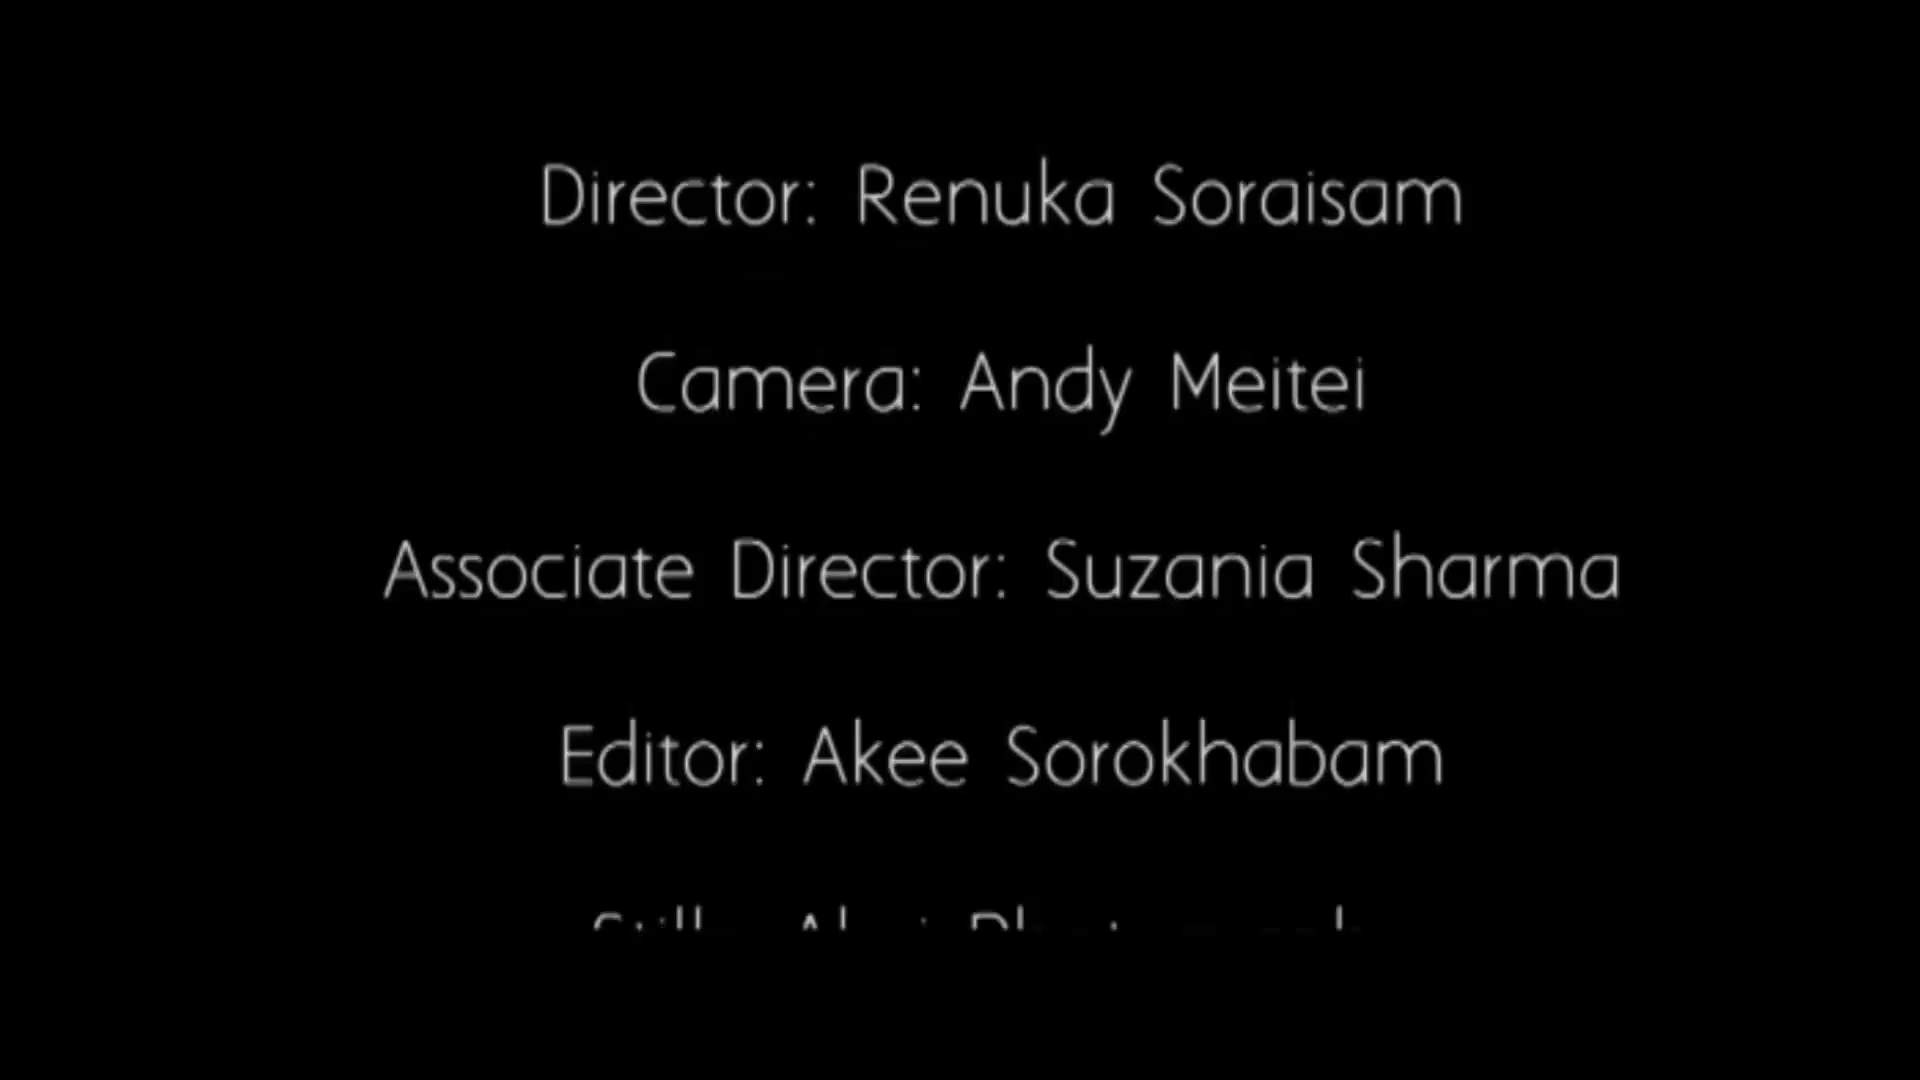 Director: Renuka Soraisam
Camera: Andy Meitei
Associate Director: Suzania Sharma
Editor: Akee Sorokhabam